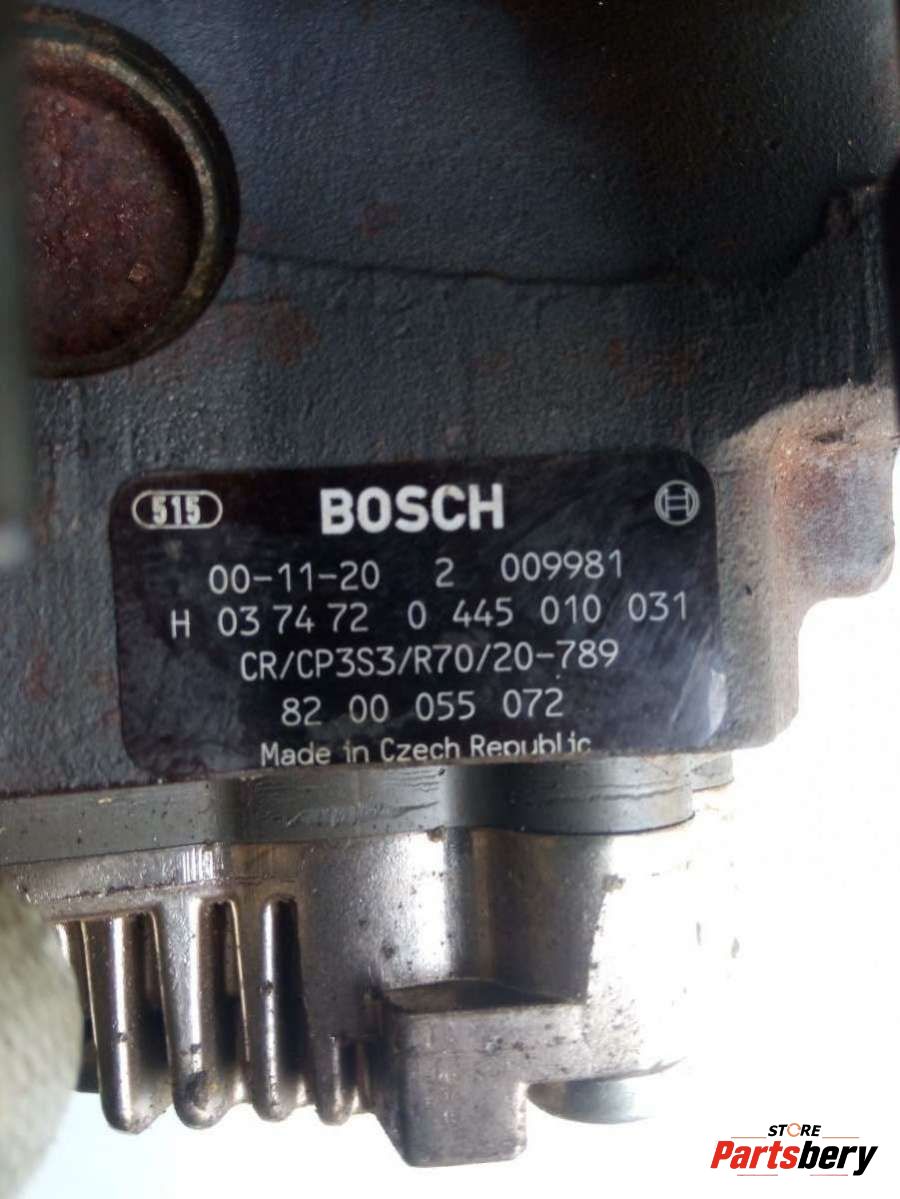 515 BOSCH
00-11-20 2 009981
H 03 74 72 0 445 010 031
CR/CP3S3/R70/20-789
82 00 055 072
Made in Czech Republic
STORE
Partsbery